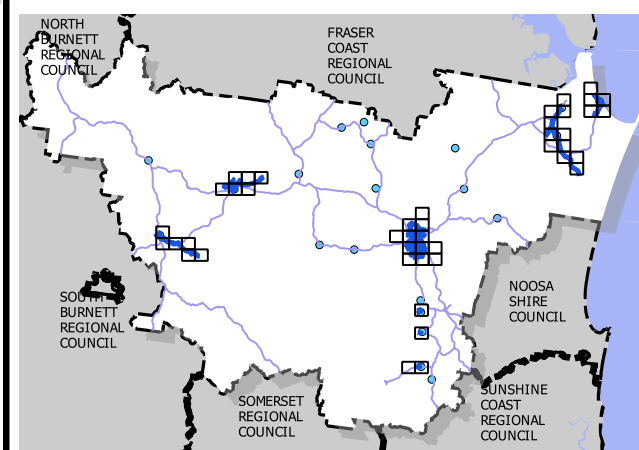 NORTH
BURNETT
REGIONAL
COUNCIL
FRASER
COAST
REGIONAL
COUNCIL
NOOSA
SHIRE
COUNCIL
SOUTH
BURNETT
REGIONAL
COUNCIL
SOMERSET
REGIONAL
COUNCIL
SUNSHINE
COAST
REGIONAL
COUNCIL